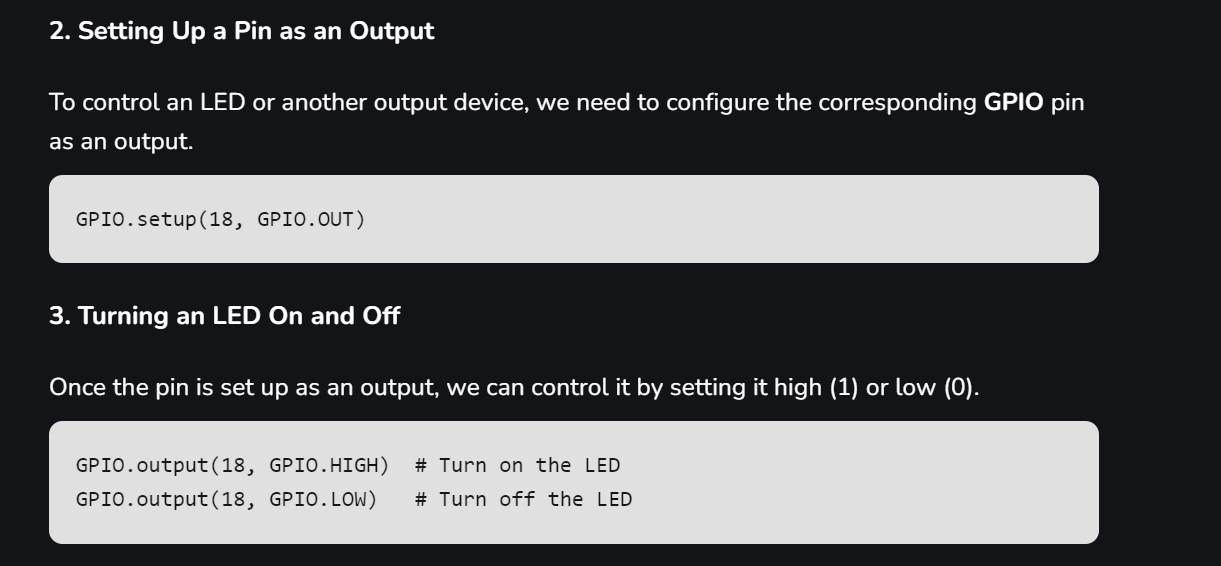 2. Setting Up a Pin as an Output
To control an LED or another output device, we need to configure the corresponding GPIO pin
as an output.
GPIO.setup(18, GPIO.OUT)
3. Turning an LED On and Off
Once the pin is set up as an output, we can control it by setting it high (1) or low (0).
GPIO.output(18, GPIO.HIGH)  # Turn on the LED
GPIO.output(18, GPIO.LOW)   # Turn off the LED